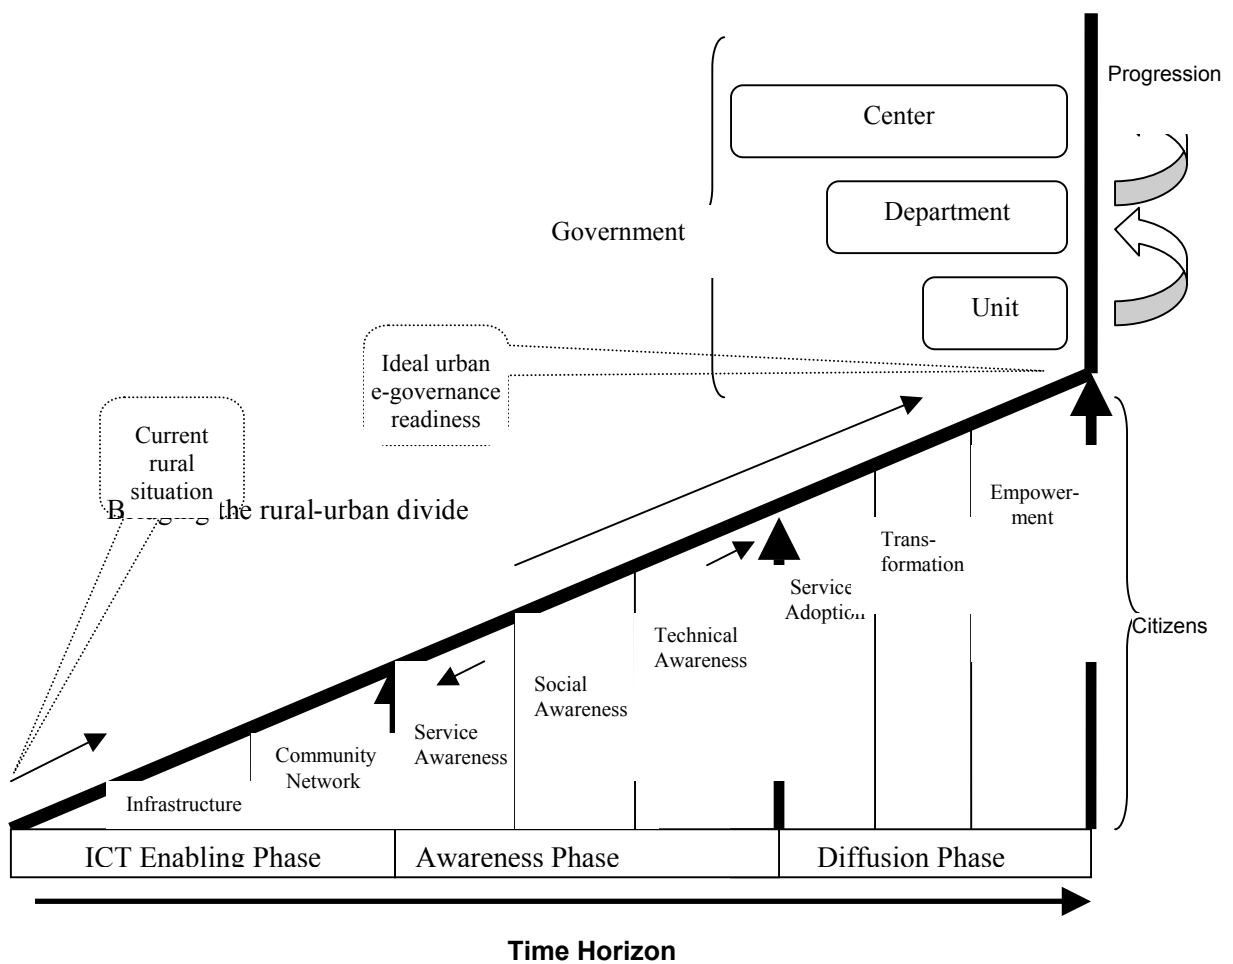 Progression
Center
Department
Government
Unit
Ideal urban
e-governance
readiness
Current
rural
situation
the rural-urban divide
Empower-
ment
Trans-
formation
Service
Adoption
Citizens
Technical
Awareness
Social
Awareness
Service
Awareness
Community
Network
Infrastructure
ICT Enabling Phase
Awareness Phase
Diffusion Phase
Time Horizon